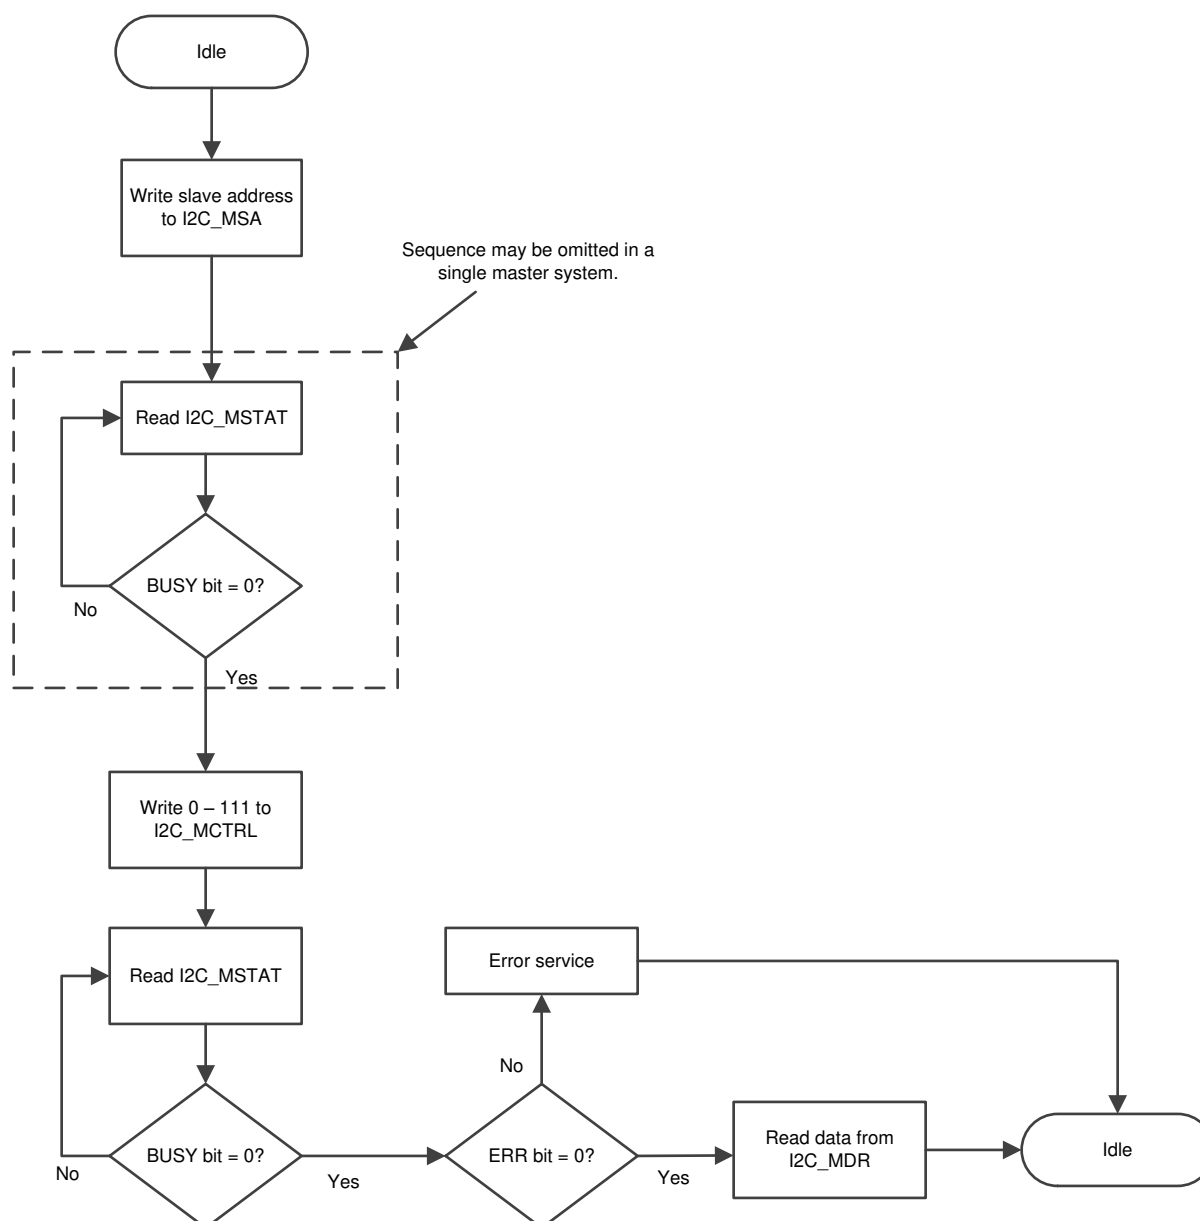 Idle
Write slave address
to I2C_MSA
Sequence may be omitted in a
single master system.
Read I2C_MSTAT
BUSY bit = 0?
No
Yes
Write 0 – 111 to
I2C_MCTRL
Read I2C_MSTAT
Error service
No
BUSY bit = 0?
No
Yes
ERR bit = 0?
Yes
Read data from
I2C_MDR
Idle